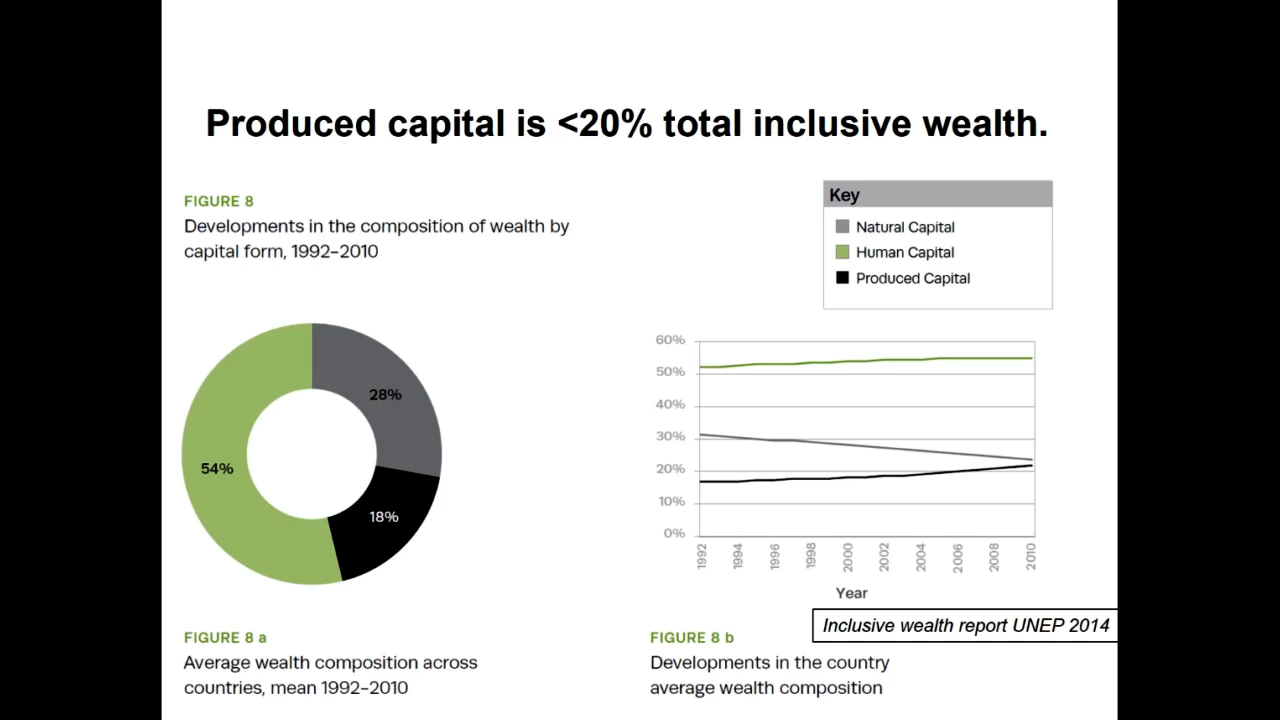 Produced capital is <20% total inclusive wealth.
FIGURE 8
Developments in the composition of wealth by
capital form, 1992–2010
Key
Natural Capital
Human Capital
Produced Capital
28%
54%
18%
60%
50%
40%
30%
20%
10%
0%
1992
1994
1996
1998
2000
2002
2004
2006
2008
2010
Year
Inclusive wealth report UNEP 2014
FIGURE 8 a
Average wealth composition across
countries, mean 1992–2010
FIGURE 8 b
Developments in the country
average wealth composition